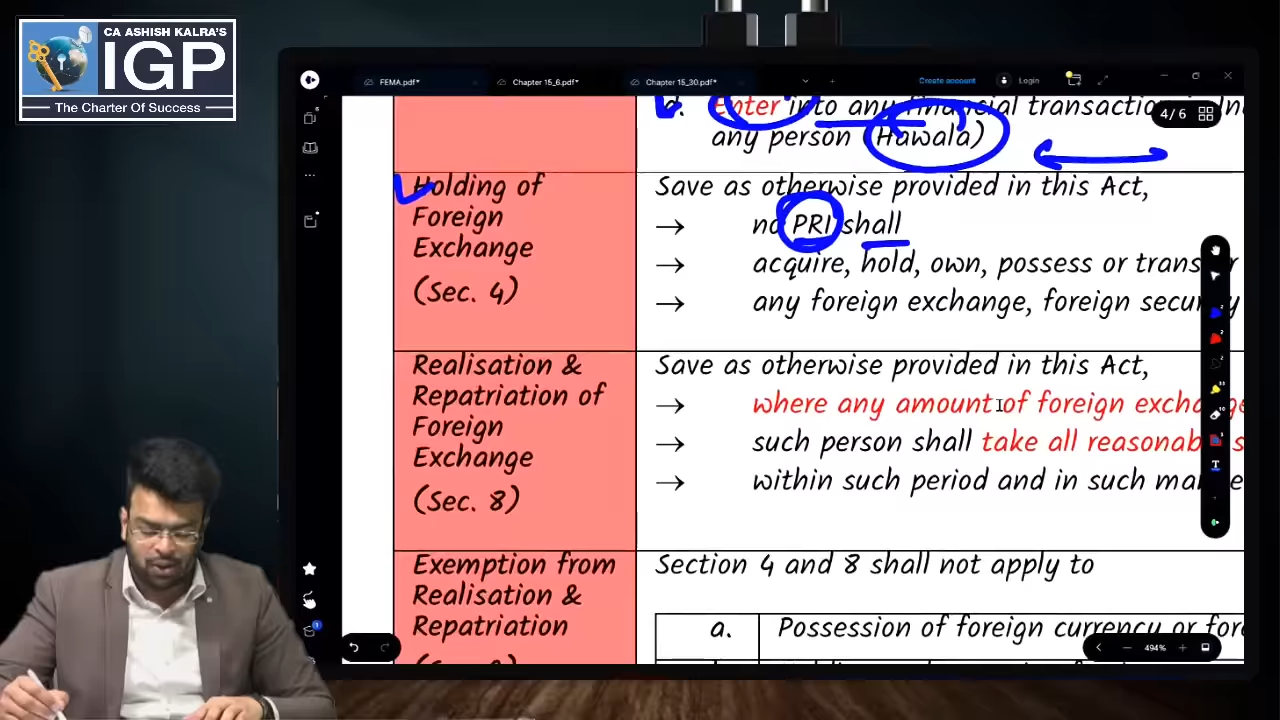 CA ASHISH KALRA'S
IGP
The Charter Of Success
FEMA.pdf*
Chapter 15_6.pdf*
Chapter 15_30.pdf*
Create account
Login
4/6
d. Enter into any financial transaction
any person (Hawala)
Holding of
Foreign
Exchange
(Sec. 4)
Save as otherwise provided in this Act,
→ no PRI shall
→ acquire, hold, own, possess or transfer
→ any foreign exchange, foreign security
Realisation &
Repatriation of
Foreign
Exchange
(Sec. 8)
Save as otherwise provided in this Act,
→ where any amount of foreign excha
→ such person shall take all reasonab s
→ within such period and in such manne
Exemption from
Realisation &
Repatriation
Section 4 and 8 shall not apply to
a. Possession of foreign currency or for
494%